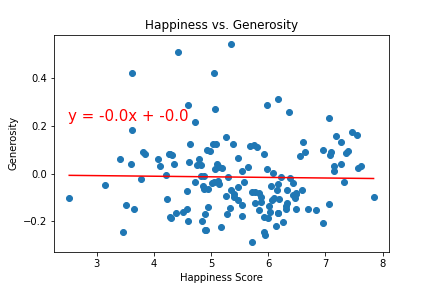 Happiness vs. Generosity
0.4
0.2
0.0
−0.2
Generosity
y = -0.0x + -0.0
3 4 5 6 7 8
Happiness Score